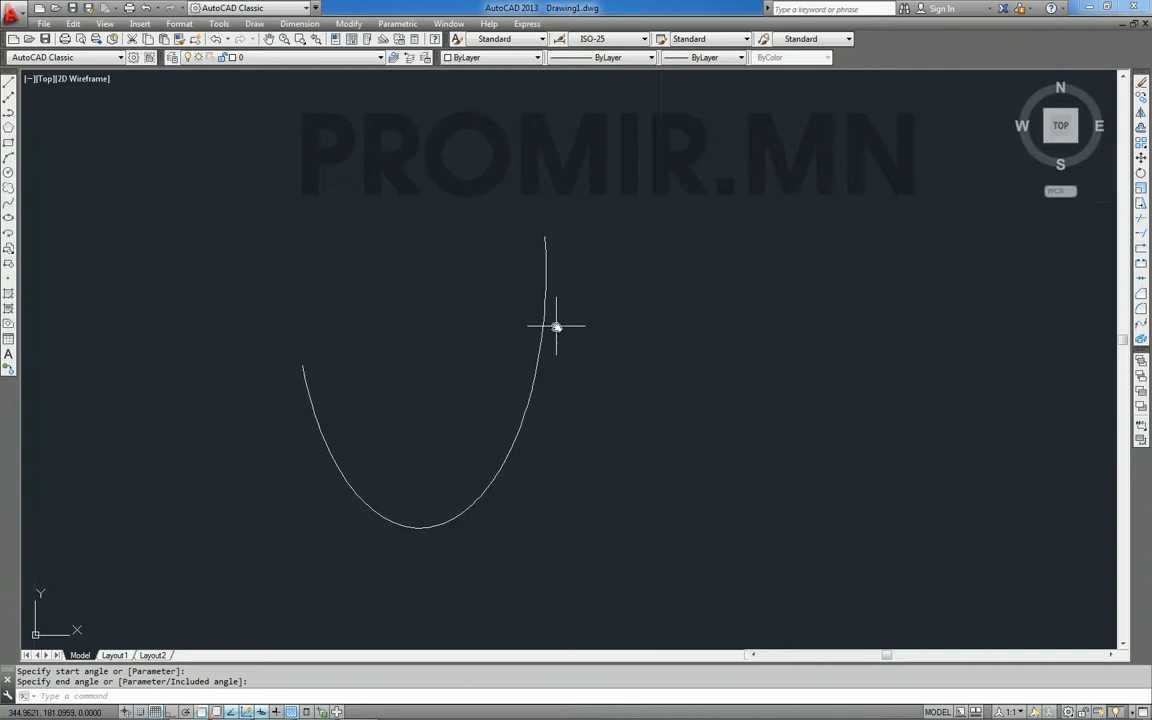 AutoCAD Classic
AutoCAD 2013 Drawing1.dwg
Type a keyword or phrase
Sign In
File Edit View Insert Format Tools Draw Dimension Modify Parametric Window Help Express
Standard ISO-25 Standard Standard
AutoCAD Classic 0 ByLayer ByLayer ByLayer ByColor
[−][Top][2D Wireframe]
PROMIR.MN
N
W TOP E
S
WCS
Y
X
Model Layout1 Layout2
Specify start angle or [Parameter]:
Specify end angle or [Parameter/Included angle]:
Type a command
344.9621, 181.0959, 0.0000 MODEL 1:1